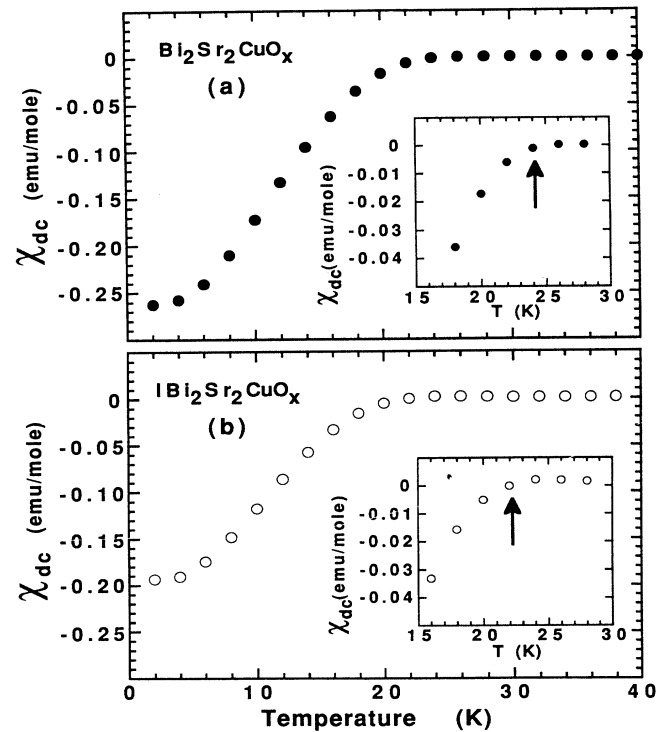 Bi₂Sr₂CuOₓ
(a)
χdc (emu/mole)
0
-0.05
-0.10
-0.15
-0.20
-0.25
χdc(emu/mole)
0
-0.01
-0.02
-0.03
-0.04
15 20 25 30
T (K)
IBi₂Sr₂CuOₓ
(b)
χdc (emu/mole)
0
-0.05
-0.10
-0.15
-0.20
-0.25
χdc(emu/mole)
0
-0.01
-0.02
-0.03
-0.04
15 20 25 30
T (K)
0 10 20 30 40
Temperature (K)